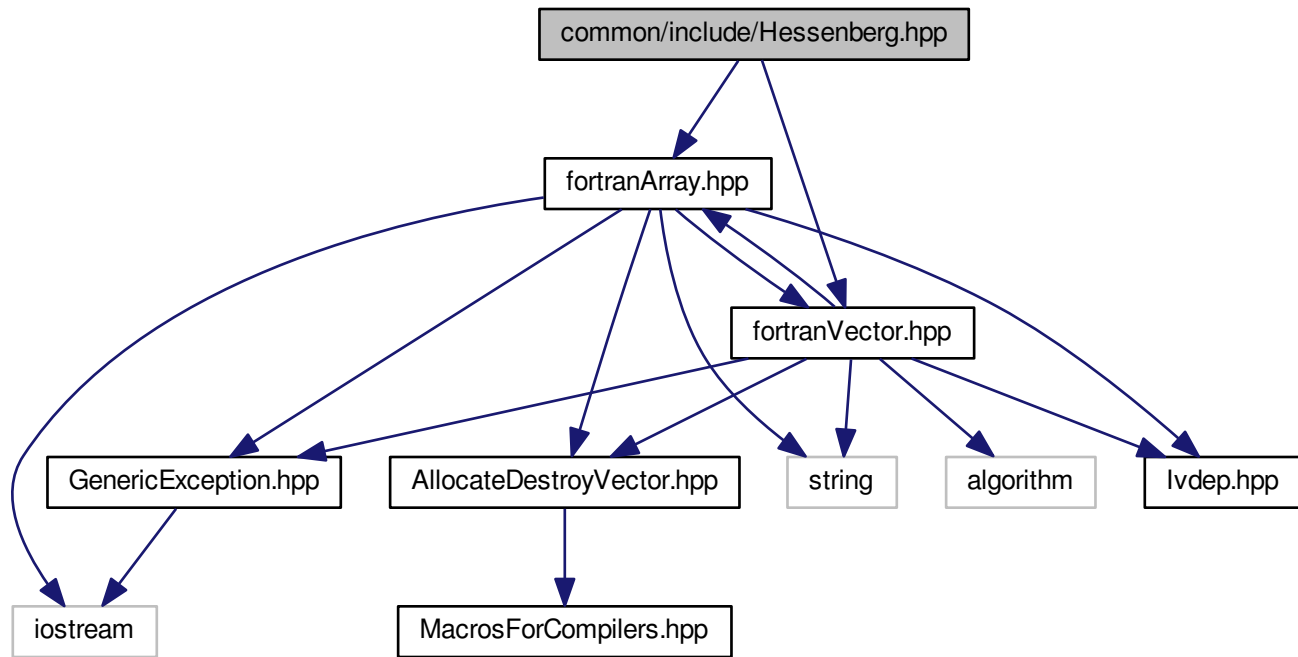 common/include/Hessenberg.hpp
fortranArray.hpp
fortranVector.hpp
GenericException.hpp
AllocateDestroyVector.hpp
string
algorithm
Ivdep.hpp
iostream
MacrosForCompilers.hpp